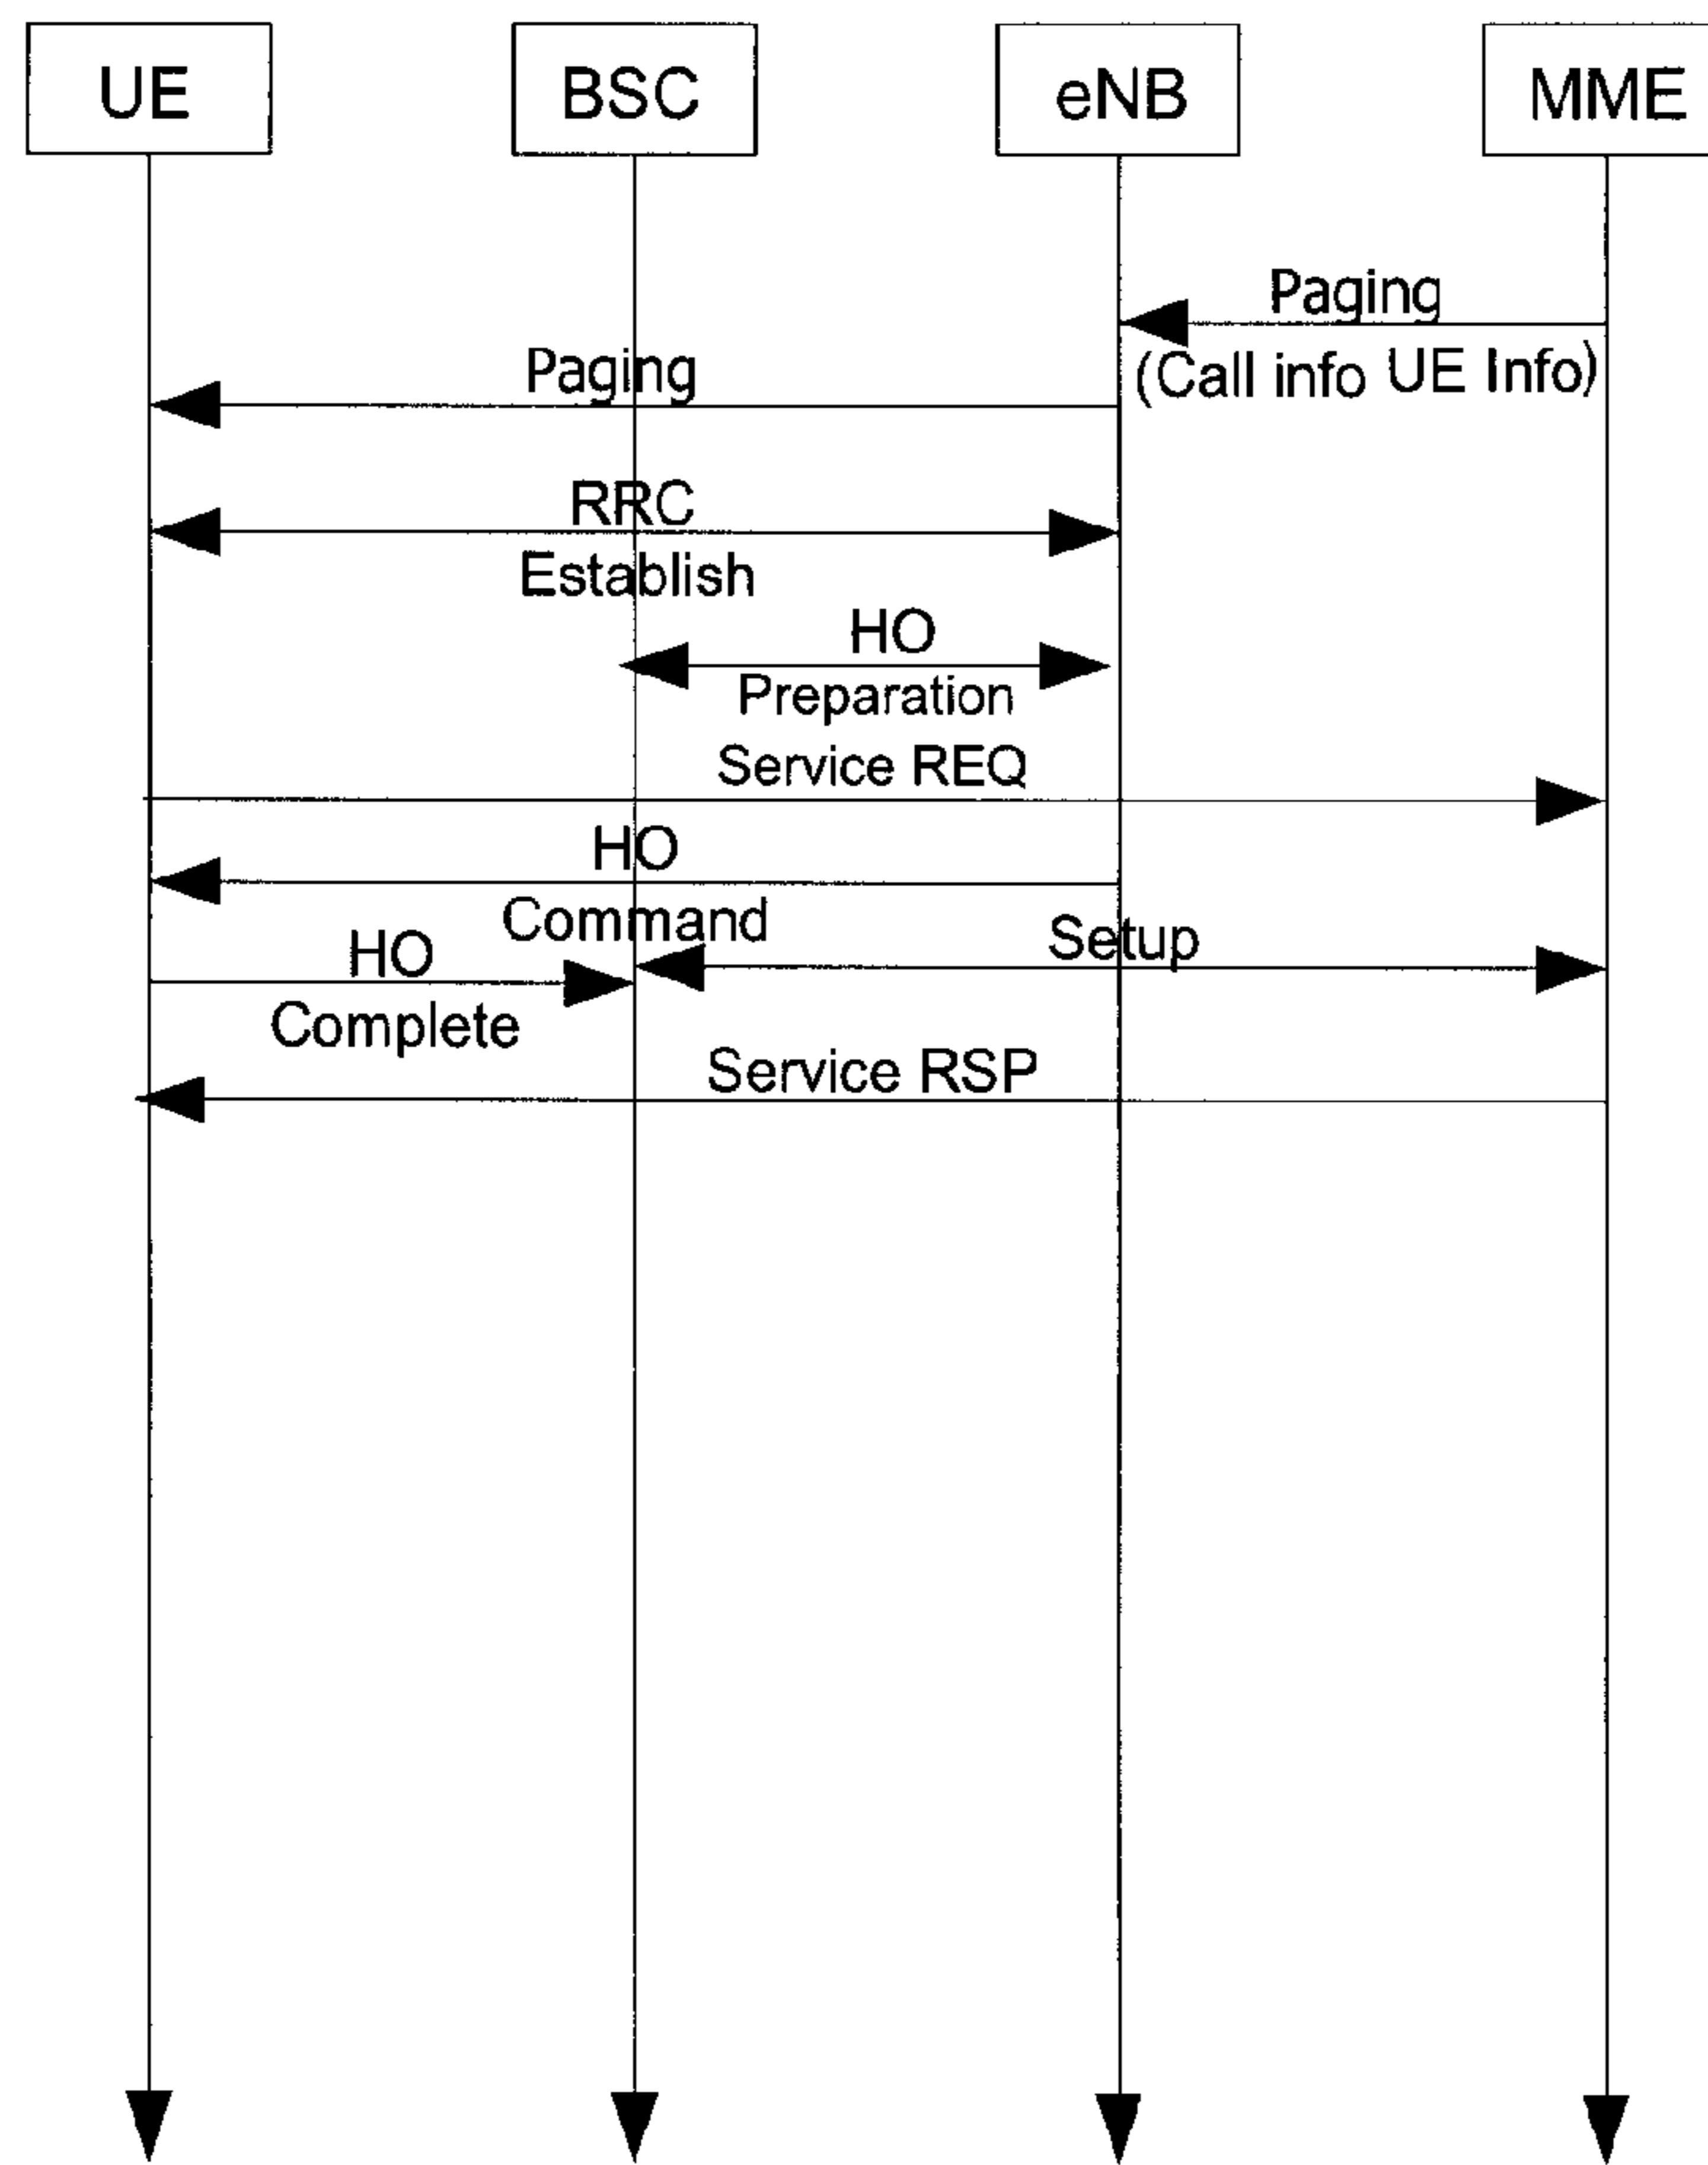 UE
BSC
eNB
MME
Paging
(Call info UE Info)
Paging
RRC
Establish
HO
Preparation
Service REQ
HO
Command
Setup
HO
Complete
Service RSP